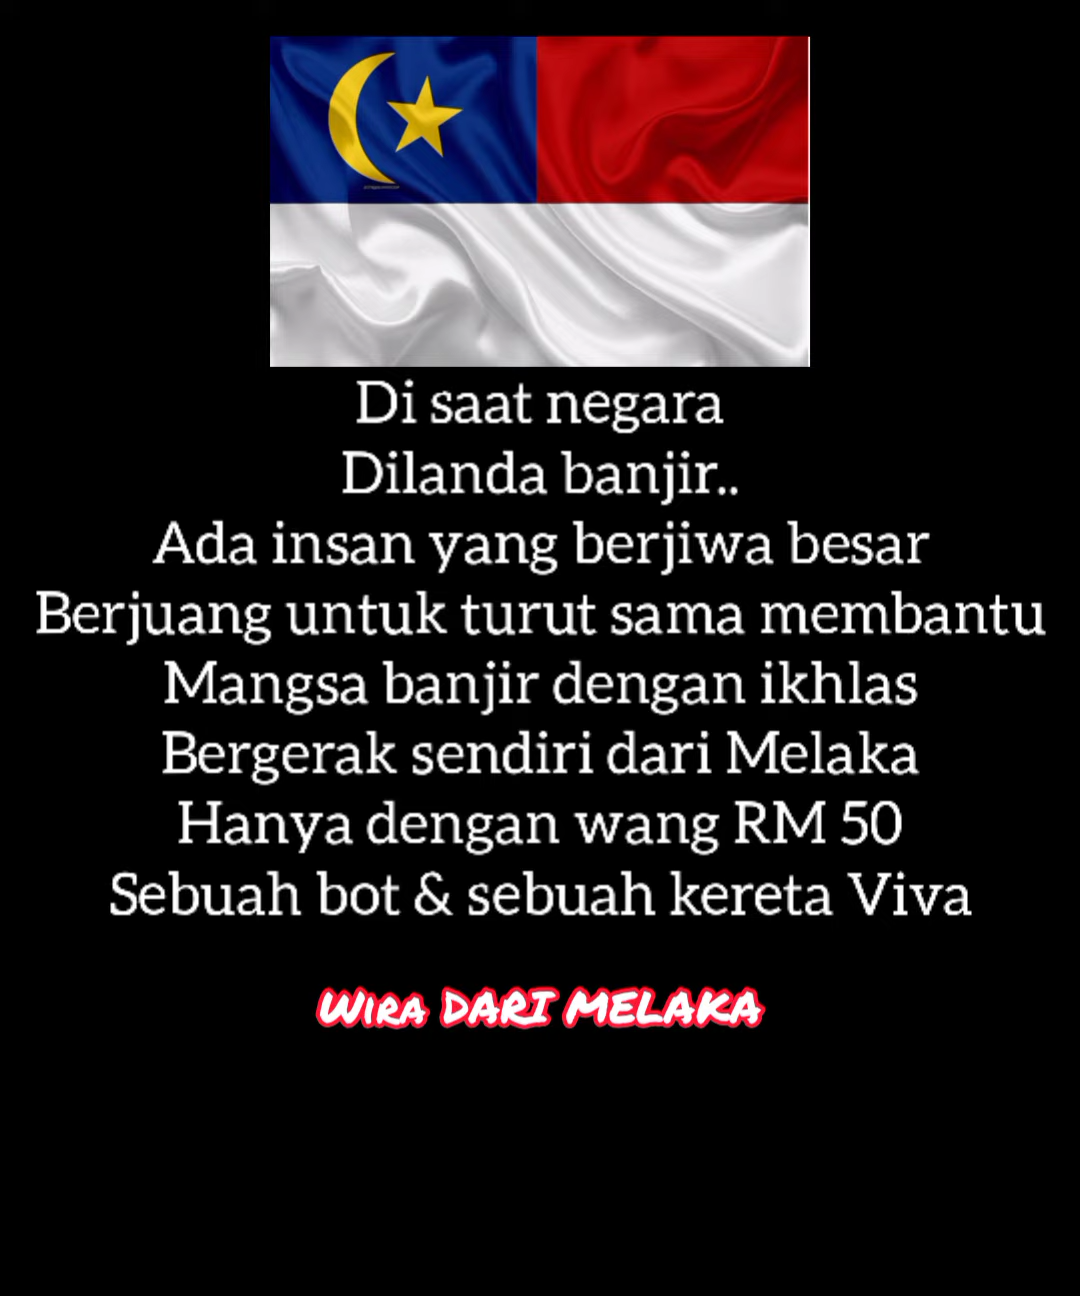 Di saat negara
Dilanda banjir..
Ada insan yang berjiwa besar
Berjuang untuk turut sama membantu
Mangsa banjir dengan ikhlas
Bergerak sendiri dari Melaka
Hanya dengan wang RM 50
Sebuah bot & sebuah kereta Viva
Wira DARI MELAKA